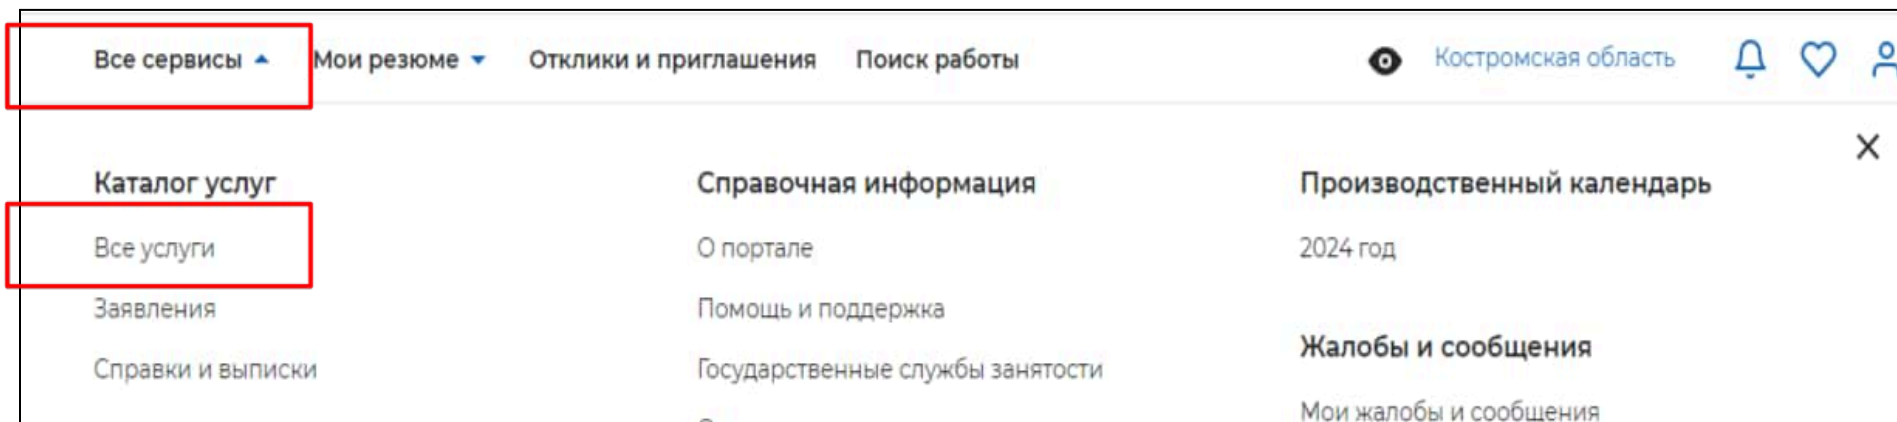 Все сервисы Мои резюме Отклики и приглашения Поиск работы Костромская область
Каталог услуг
Все услуги
Заявления
Справки и выписки
Справочная информация
О портале
Помощь и поддержка
Государственные службы занятости
Производственный календарь
2024 год
Жалобы и сообщения
Мои жалобы и сообщения